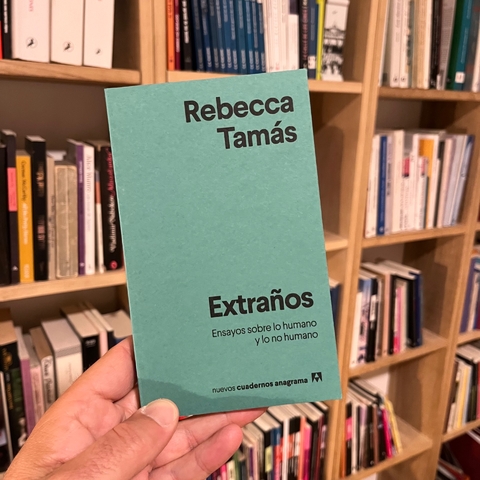 Rebecca
Tamás
Extraños
Ensayos sobre lo humano
y lo no humano
nuevos cuadernos anagrama